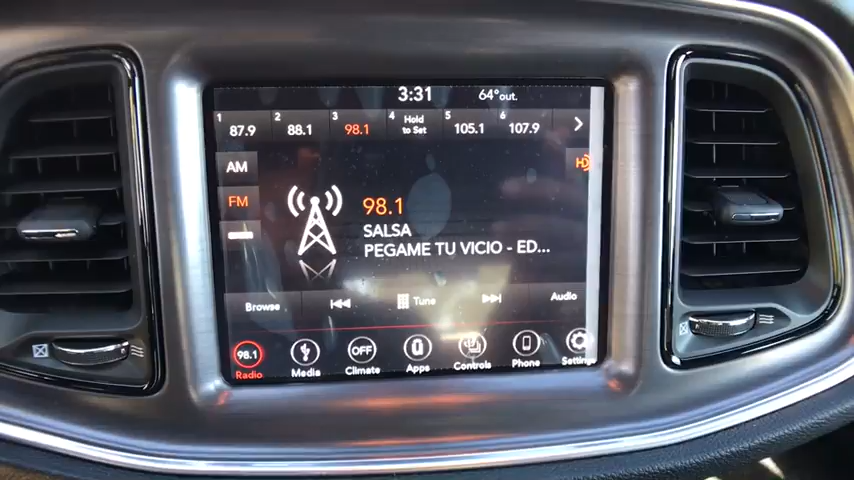 3:31 64° out.
1 87.9 2 88.1 3 98.1 4 Hold to Set 5 105.1 6 107.9
AM
HD
FM
98.1
SALSA
PEGAME TU VICIO - ED...
Browse Tune Audio
98.1 OFF
Radio Media Climate Apps Controls Phone Settings